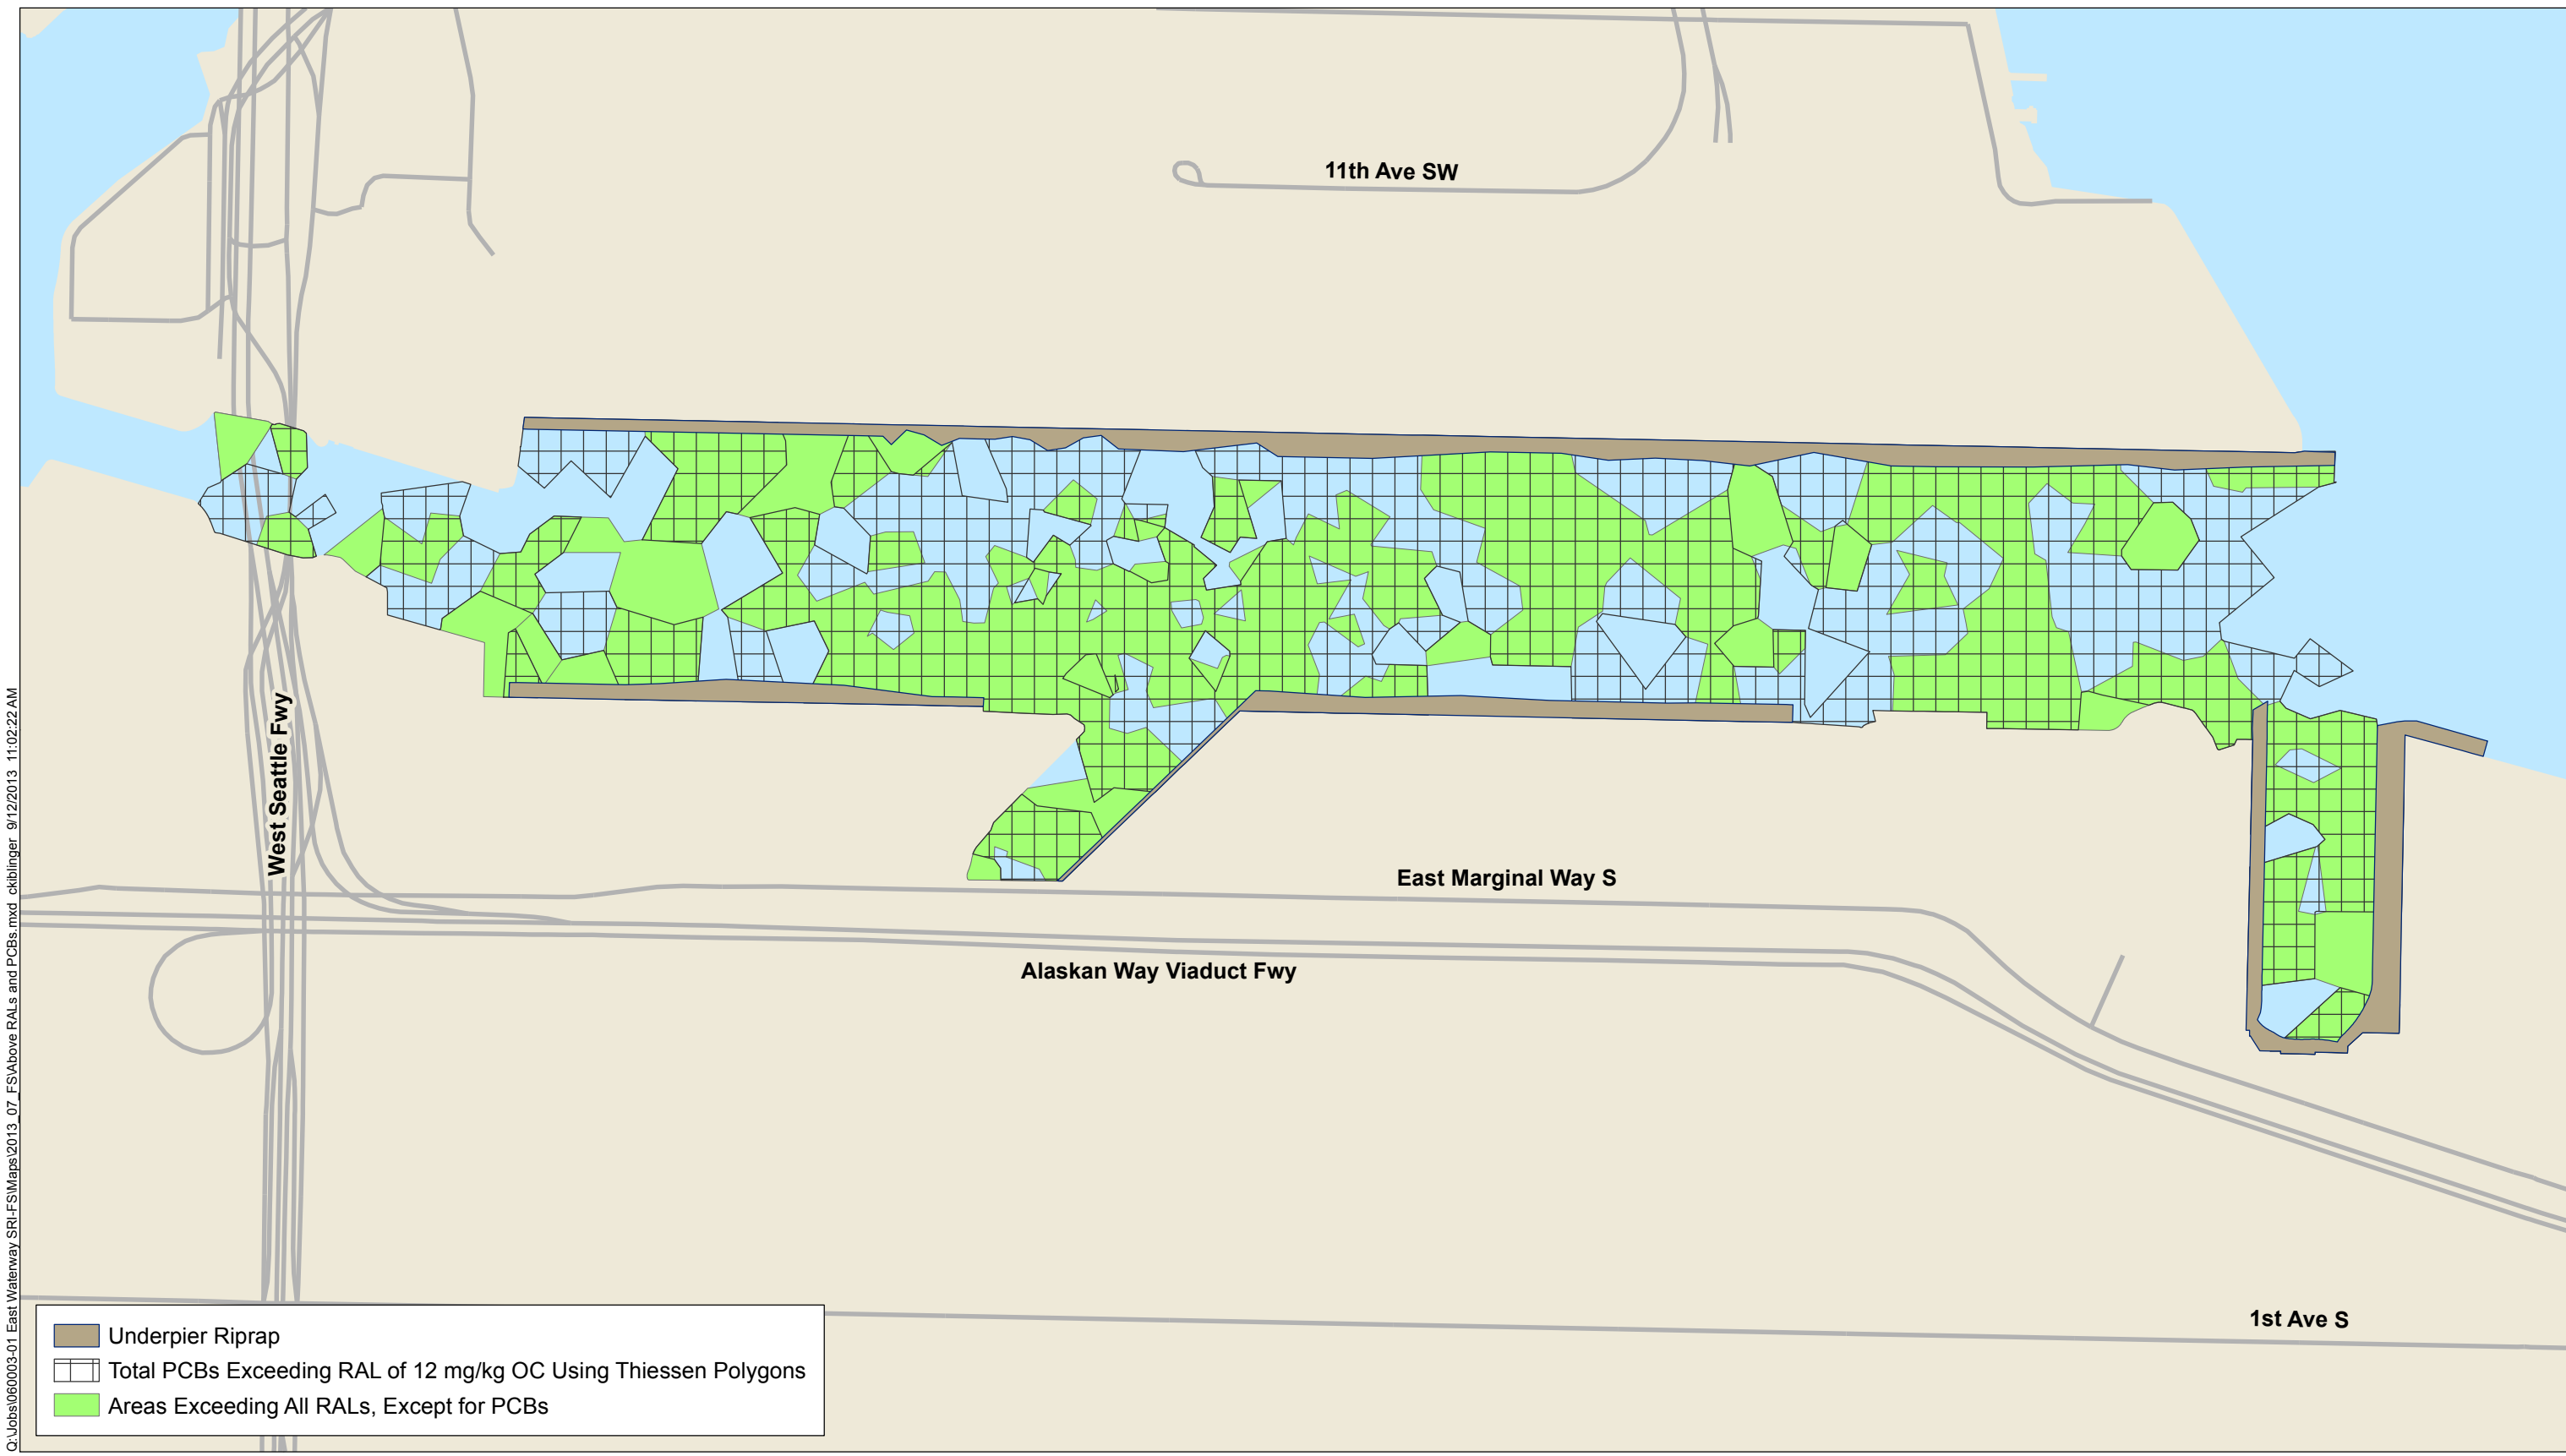 11th Ave SW
West Seattle Fwy
East Marginal Way S
Alaskan Way Viaduct Fwy
1st Ave S
Underpier Riprap
Total PCBs Exceeding RAL of 12 mg/kg OC Using Thiessen Polygons
Areas Exceeding All RALs, Except for PCBs
Q:\Jobs\060003-01 East Waterway SRI-FS\Maps\2013_07_FS\Above RALs and PCBs.mxd ckiblinger 9/12/2013 11:02:22 AM